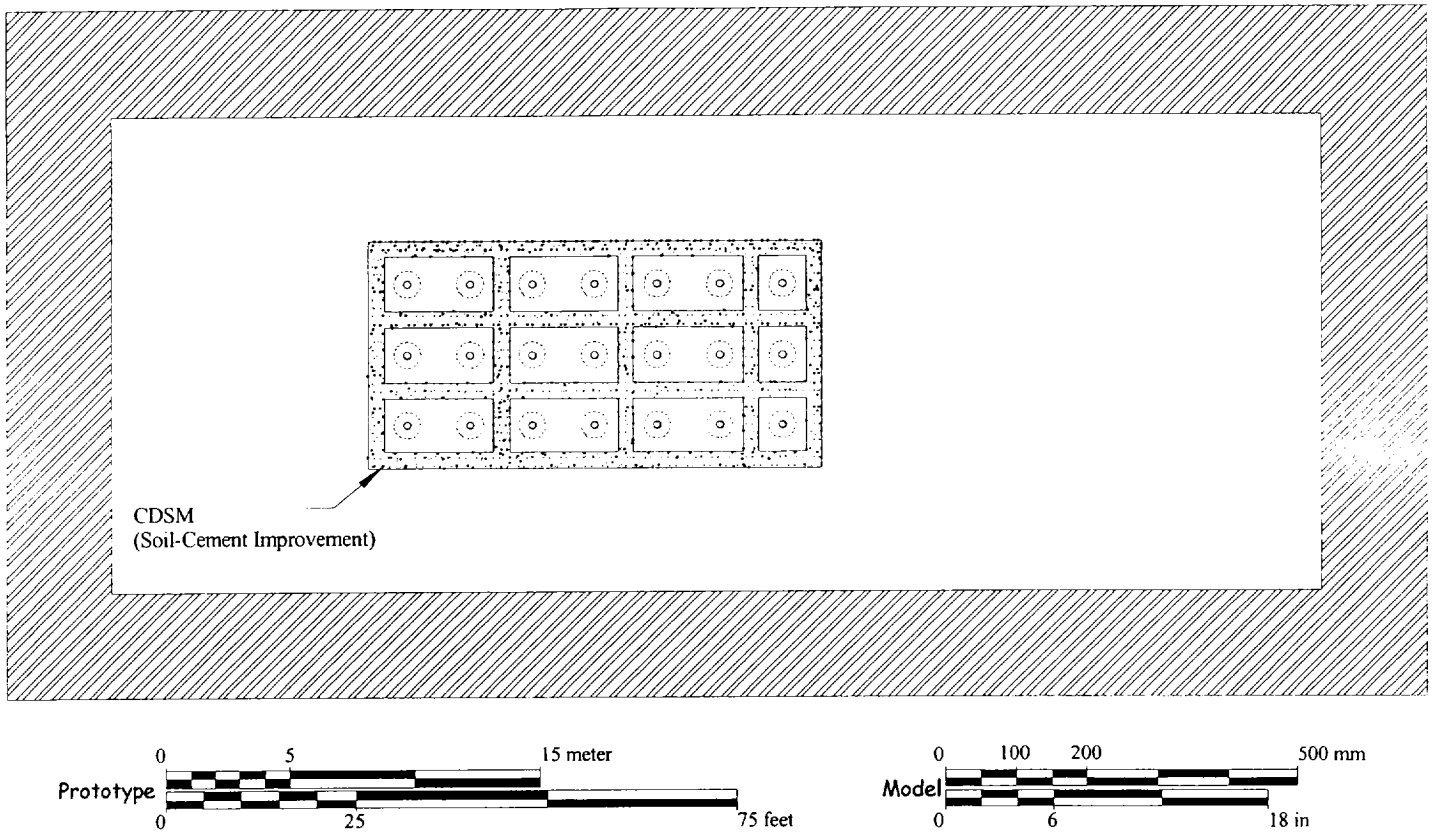 CDSM
(Soil-Cement Improvement)
0 5 15 meter
Prototype
0 25 75 feet
0 100 200 500 mm
Model
0 6 18 in